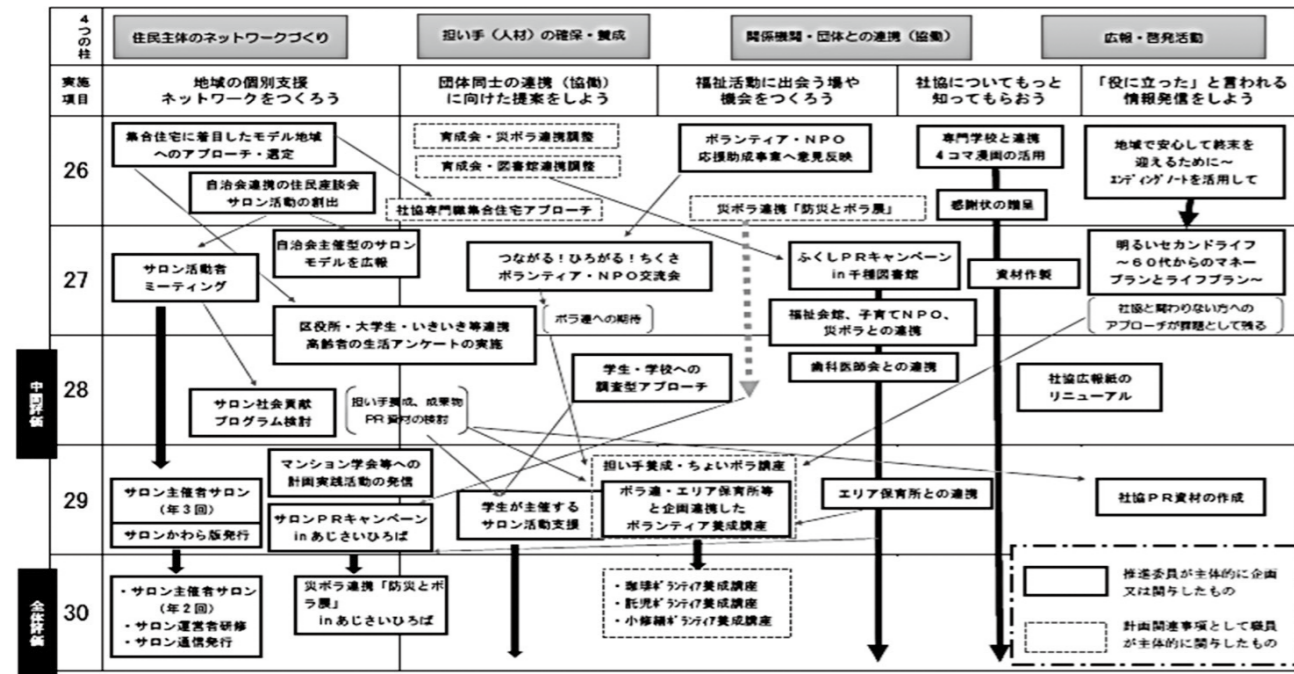 4つの柱
住民主体のネットワークづくり
担い手（人材）の確保・養成
関係機関・団体との連携（協働）
広報・啓発活動
実施
項目
地域の個別支援
ネットワークをつくろう
団体同士の連携（協働）
に向けた提案をしよう
福祉活動に出会う場や
機会をつくろう
社協についてもっと
知ってもらおう
「役に立った」と言われる
情報発信をしよう
26
集合住宅に着目したモデル地域
へのアプローチ・選定
自治会連携の住民座談会
サロン活動の創出
育成会・災ボラ連携調整
育成会・図書館連携調整
社協専門職集合住宅アプローチ
ボランティア・NPO
応援助成事業へ意見反映
災ボラ連携「防災とボラ展」
専門学校と連携
４コマ漫画の活用
感謝状の贈呈
地域で安心して終末を
迎えるために～
エンディングノートを活用して
27
自治会主催型のサロン
モデルを広報
サロン活動者
ミーティング
区役所・大学生・いきいき等連携
高齢者の生活アンケートの実施
つながる！ひろがる！ちくさ
ボランティア・NPO交流会
ボラ連への期待
ふくしPRキャンペーン
in千種図書館
福祉会館、子育てNPO、
災ボラとの連携
資材作製
明るいセカンドライフ
～６０代からのマネー
プランとライフプラン～
社協と関わりない方への
アプローチが課題として残る
中間評価
28
サロン社会貢献
プログラム検討
担い手養成、成果物
PR資材の検討
学生・学校への
調査型アプローチ
歯科医師会との連携
社協広報紙の
リニューアル
29
サロン主催者サロン
（年３回）
サロンかわら版発行
マンション学会等への
計画実践活動の発信
サロンPRキャンペーン
inあじさいひろば
学生が主催する
サロン活動支援
担い手養成・ちょいボラ講座
ボラ連・エリア保育所等
と企画連携した
ボランティア養成講座
エリア保育所との連携
社協PR資材の作成
全体評価
30
・サロン主催者サロン
（年２回）
・サロン運営者研修
・サロン通信発行
災ボラ連携「防災とボ
ラ展」
inあじさいひろば
・珈琲ボランティア養成講座
・託児ボランティア養成講座
・小修繕ボランティア養成講座
推進委員が主体的に企画
又は関与したもの
計画関連事項として職員
が主体的に関与したもの